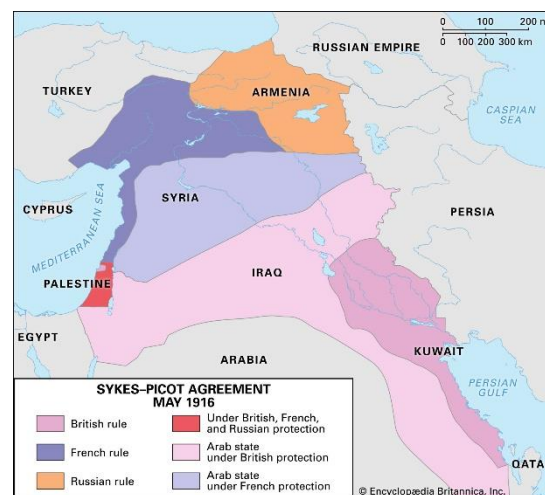 0 100 200 m
0 100 200 300 km
RUSSIAN EMPIRE
TURKEY
ARMENIA
CASPIAN
SEA
CYPRUS
SYRIA
PERSIA
MEDITERRANEAN SEA
PALESTINE
IRAQ
EGYPT
ARABIA
KUWAIT
PERSIAN
GULF
QATA
SYKES–PICOT AGREEMENT
MAY 1916
British rule
French rule
Russian rule
Under British, French,
and Russian protection
Arab state
under British protection
Arab state
under French protection
© Encyclopædia Britannica, Inc.